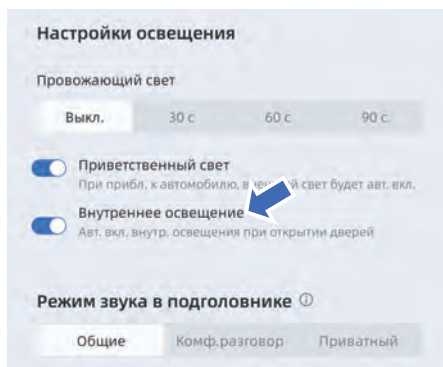 Настройки освещения
Провожающий свет
Выкл. 30 с 60 с 90 с
Приветственный свет
При прибл. к автомобилю, внешний свет будет авт. вкл.
Внутреннее освещение
Авт. вкл. внутр. освещения при открытии дверей
Режим звука в подголовнике
Общие Комф.разговор Приватный